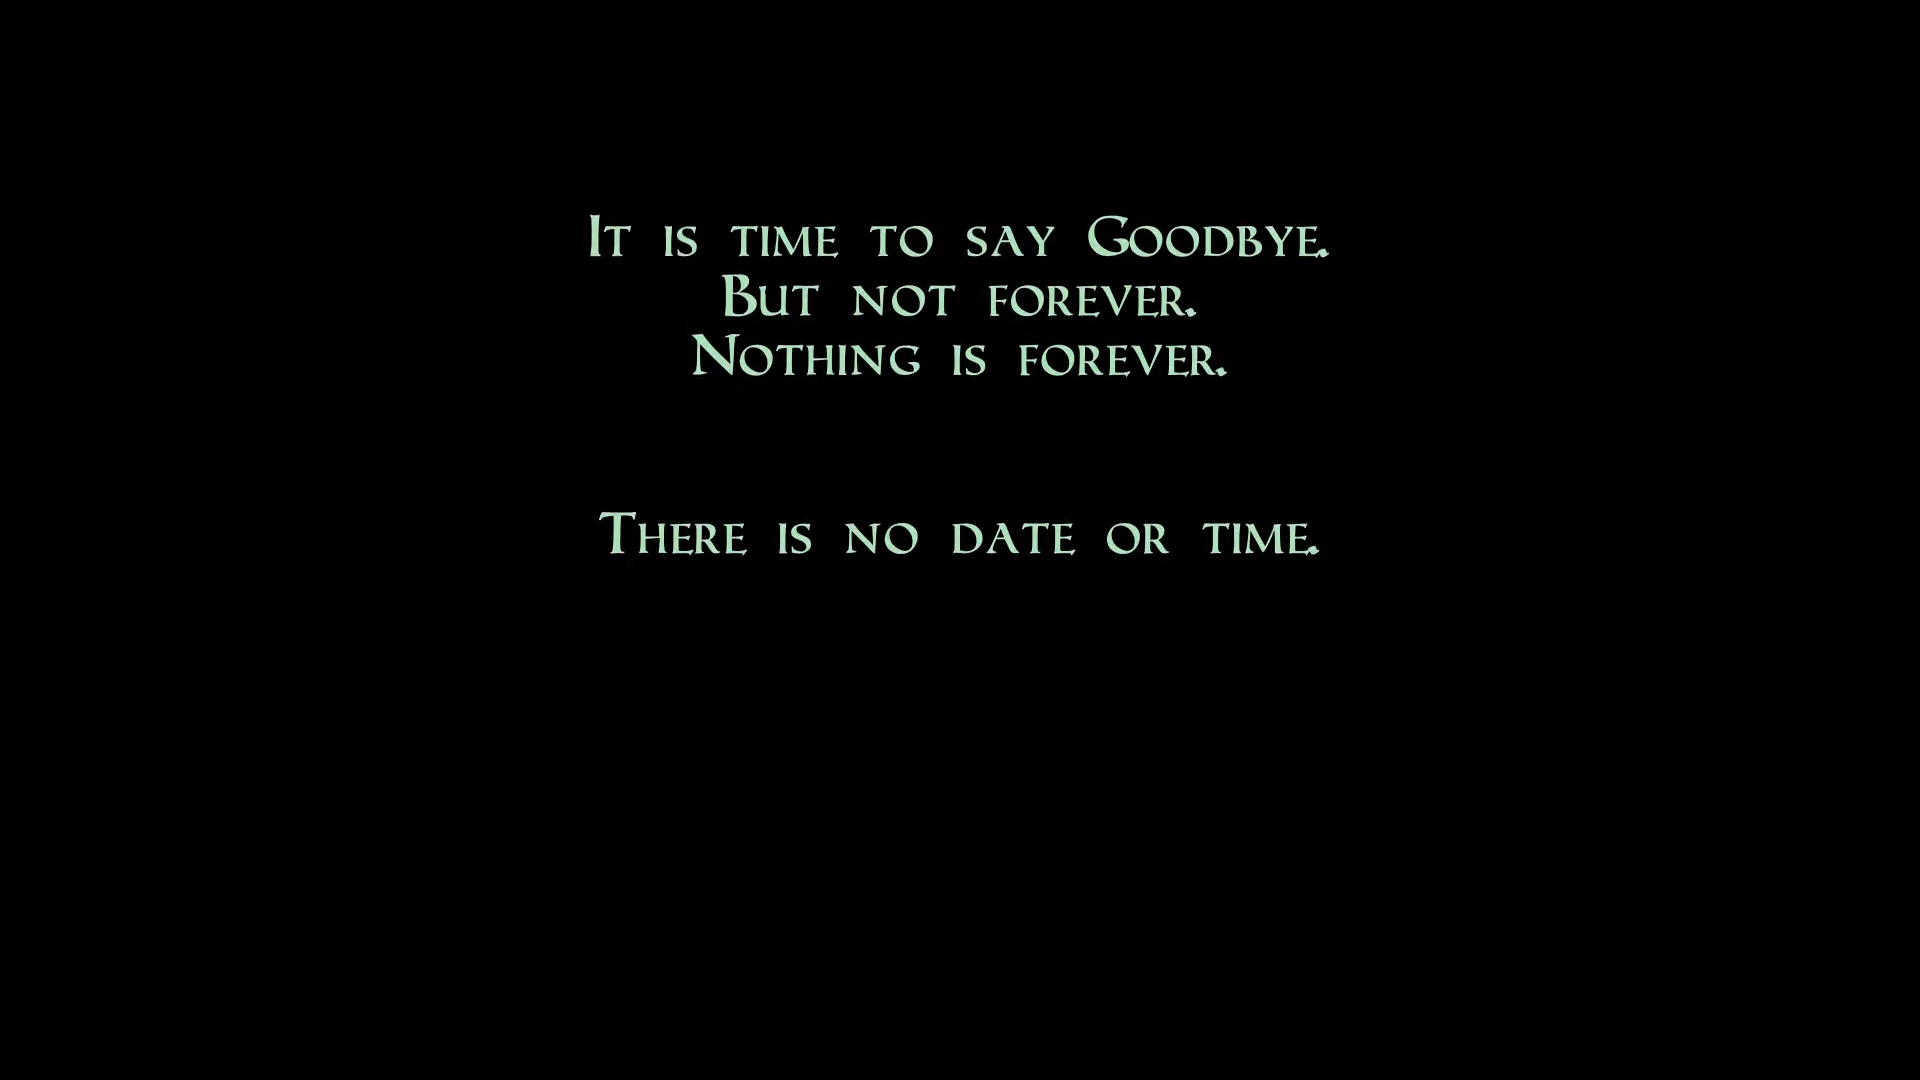 It is time to say Goodbye.
But not forever.
Nothing is forever.
There is no date or time.